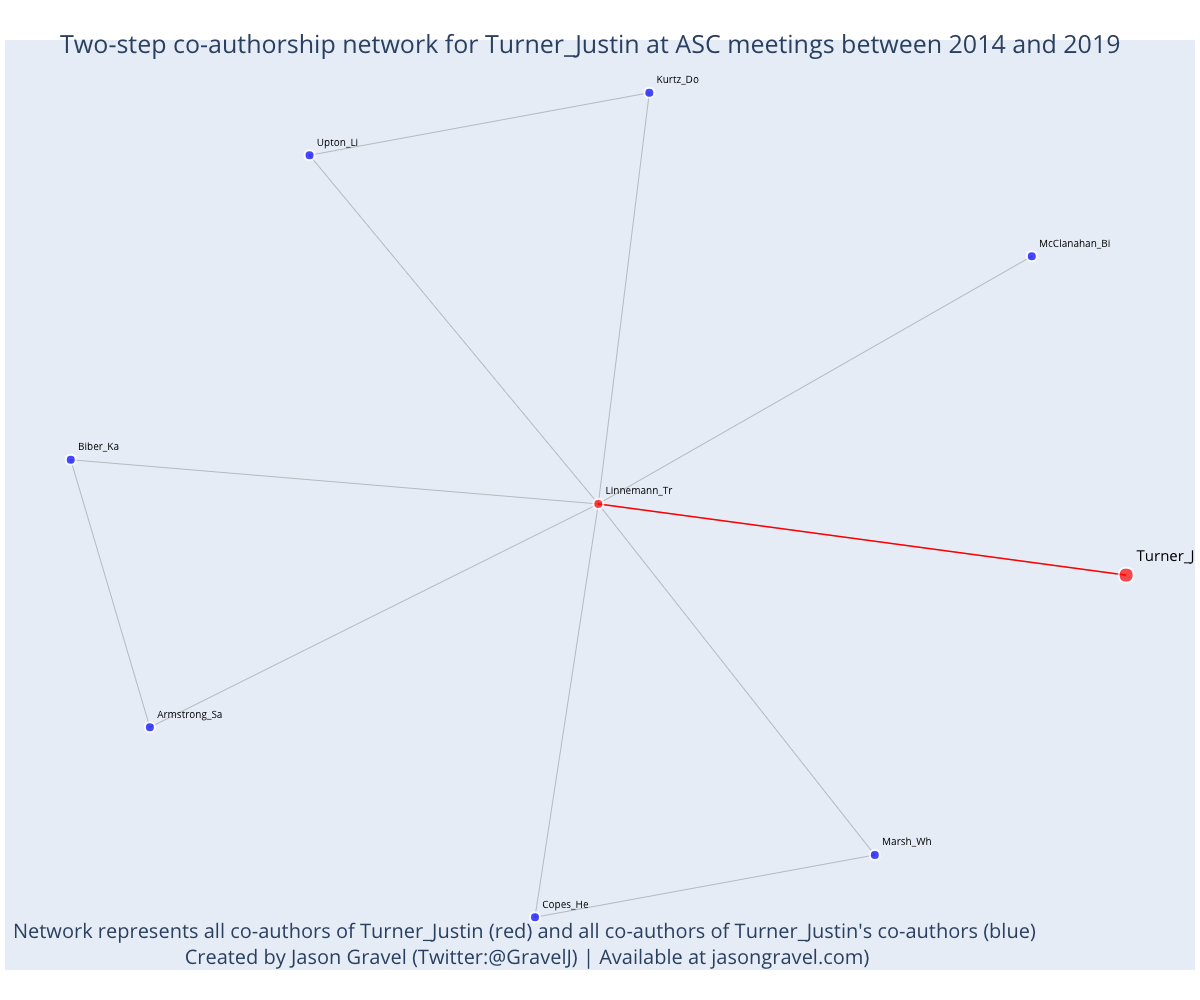 Two-step co-authorship network for Turner_Justin at ASC meetings between 2014 and 2019
Kurtz_Do
Upton_Li
McClanahan_Bi
Biber_Ka
Linnemann_Tr
Turner_J
Armstrong_Sa
Marsh_Wh
Copes_He
Network represents all co-authors of Turner_Justin (red) and all co-authors of Turner_Justin's co-authors (blue)
Created by Jason Gravel (Twitter:@GravelJ) | Available at jasongravel.com)